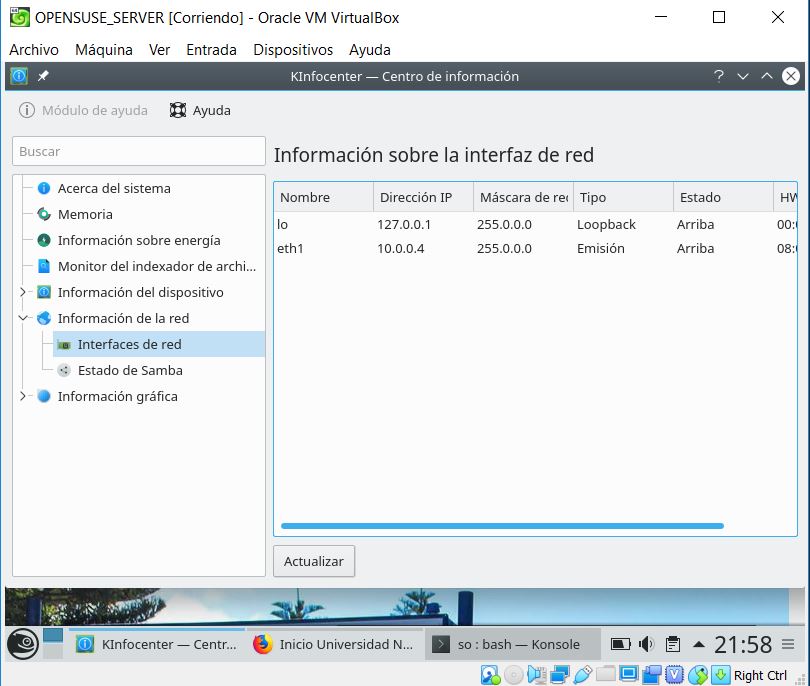 OPENSUSE_SERVER [Corriendo] - Oracle VM VirtualBox
Archivo Máquina Ver Entrada Dispositivos Ayuda
KInfocenter — Centro de información
Módulo de ayuda Ayuda
Buscar
Información sobre la interfaz de red
Acerca del sistema
Memoria
Información sobre energía
Monitor del indexador de archi...
Información del dispositivo
Información de la red
Interfaces de red
Estado de Samba
Información gráfica
Nombre Dirección IP Máscara de rec Tipo Estado HW
lo 127.0.0.1 255.0.0.0 Loopback Arriba 00:
eth1 10.0.0.4 255.0.0.0 Emisión Arriba 08:
Actualizar
KInfocenter — Centr... Inicio Universidad N... so : bash — Konsole 21:58
Right Ctrl